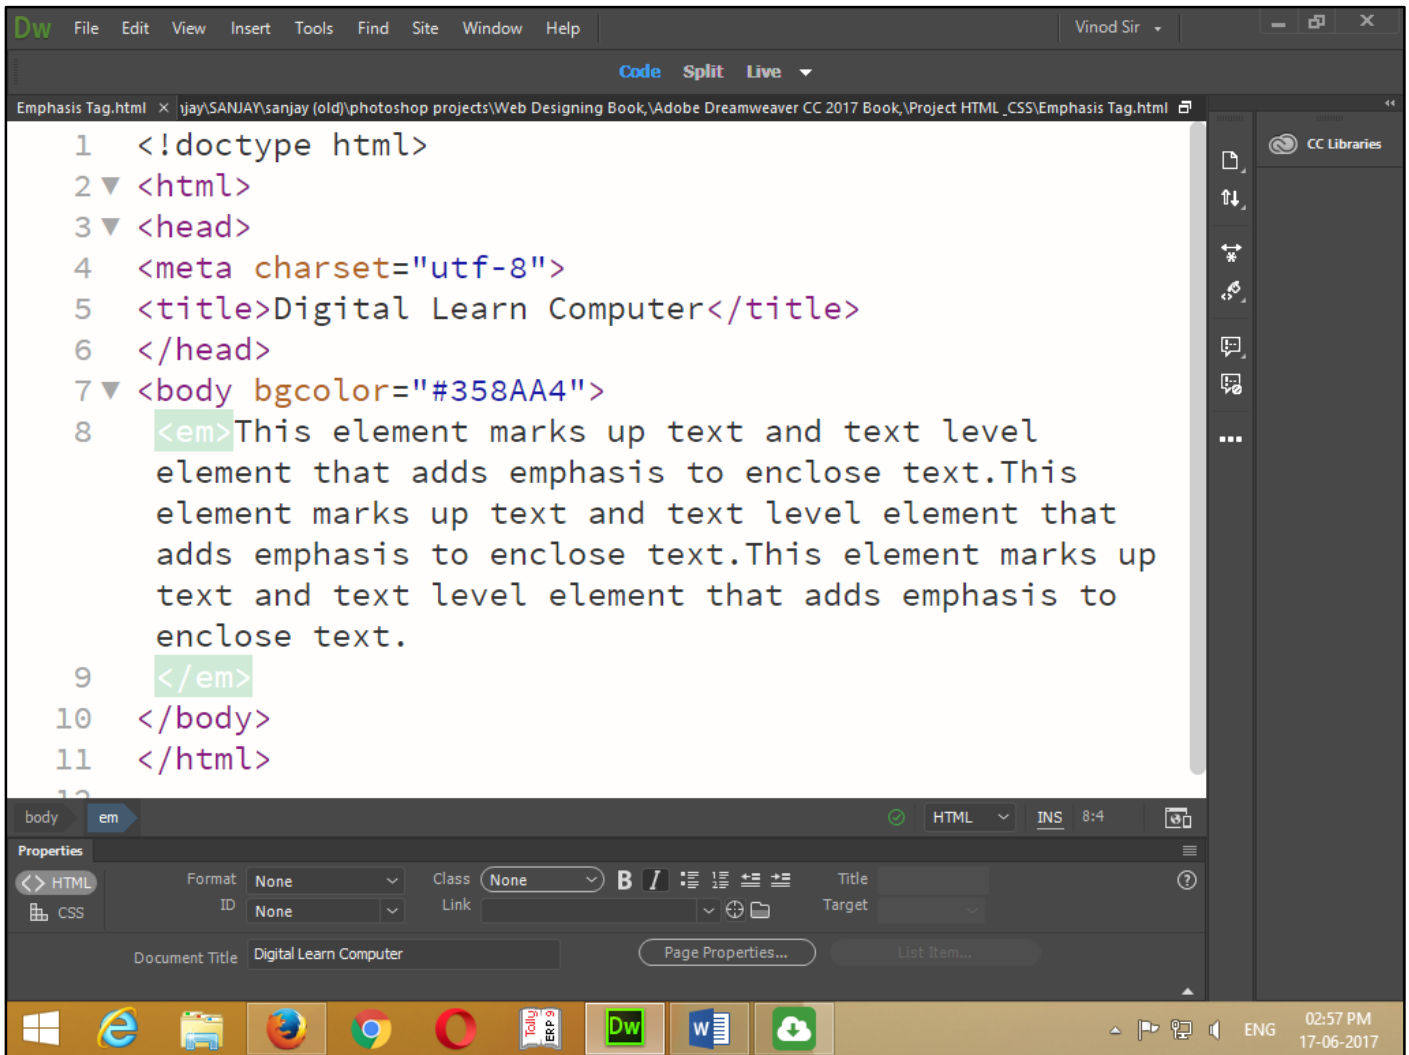 Dw File Edit View Insert Tools Find Site Window Help Vinod Sir
Code Split Live
Emphasis Tag.html × ijay\SANJAY\sanjay (old)\photoshop projects\Web Designing Book,\Adobe Dreamweaver CC 2017 Book,\Project HTML_CSS\Emphasis Tag.html
CC Libraries
1 <!doctype html>
2 <html>
3 <head>
4 <meta charset="utf-8">
5 <title>Digital Learn Computer</title>
6 </head>
7 <body bgcolor="#358AA4">
8 <em>This element marks up text and text level
element that adds emphasis to enclose text.This
element marks up text and text level element that
adds emphasis to enclose text.This element marks up
text and text level element that adds emphasis to
enclose text.
9 </em>
10 </body>
11 </html>
12
body em HTML INS 8:4
Properties
HTML Format None Class None B I Title
CSS ID None Link Target
Document Title Digital Learn Computer Page Properties... List Item...
Tally ERP 9 Dw W ENG 02:57 PM
17-06-2017